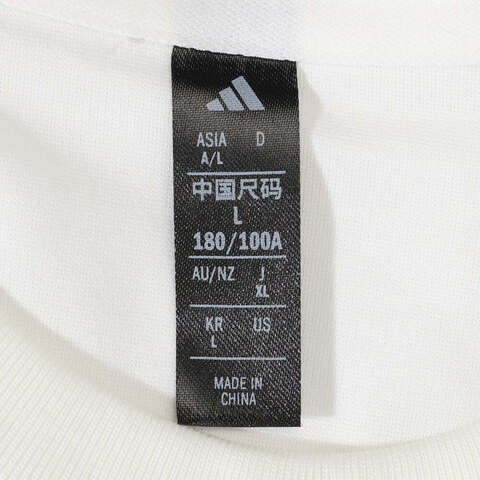 ASIA D
A/L
中国尺码
L
180/100A
AU/NZ J
XL
KR US
L
MADE IN
CHINA